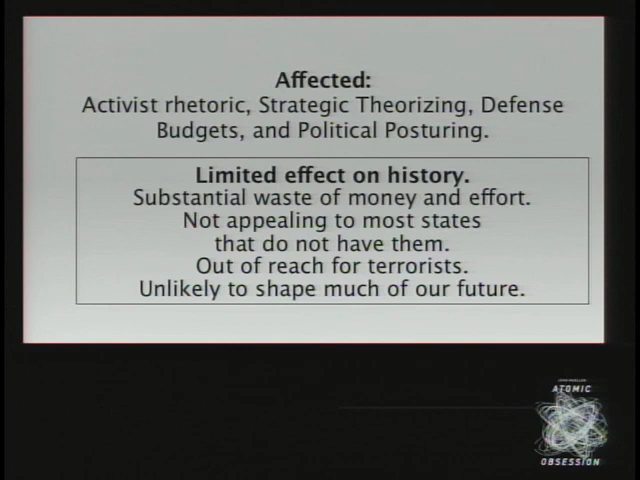 Affected:
Activist rhetoric, Strategic Theorizing, Defense
Budgets, and Political Posturing.
Limited effect on history.
Substantial waste of money and effort.
Not appealing to most states
that do not have them.
Out of reach for terrorists.
Unlikely to shape much of our future.
JOHN MUELLER
ATOMIC
OBSESSION